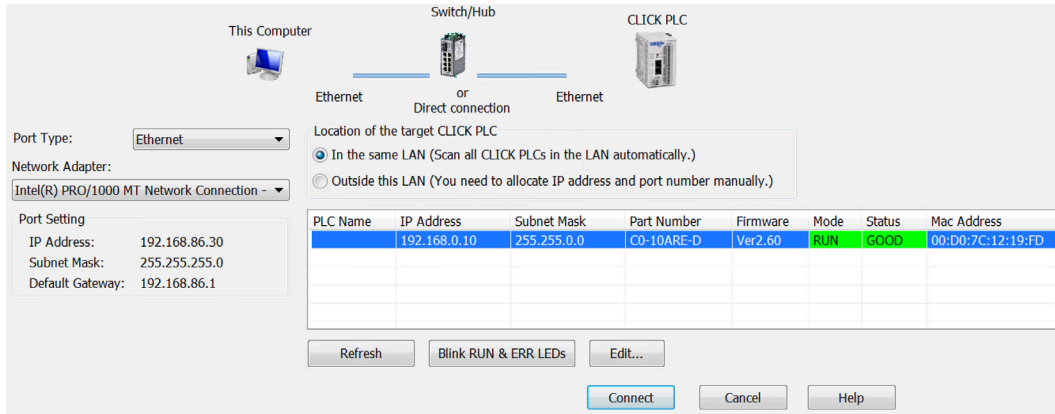 Switch/Hub
This Computer
CLICK PLC
Ethernet
or
Direct connection
Ethernet
Port Type:
Ethernet
Network Adapter:
Intel(R) PRO/1000 MT Network Connection -
Port Setting
IP Address: 192.168.86.30
Subnet Mask: 255.255.255.0
Default Gateway: 192.168.86.1
Location of the target CLICK PLC
In the same LAN (Scan all CLICK PLCs in the LAN automatically.)
Outside this LAN (You need to allocate IP address and port number manually.)
PLC Name IP Address Subnet Mask Part Number Firmware Mode Status Mac Address
192.168.0.10 255.255.0.0 C0-10ARE-D Ver2.60 RUN GOOD 00:D0:7C:12:19:FD
Refresh Blink RUN & ERR LEDs Edit...
Connect Cancel Help